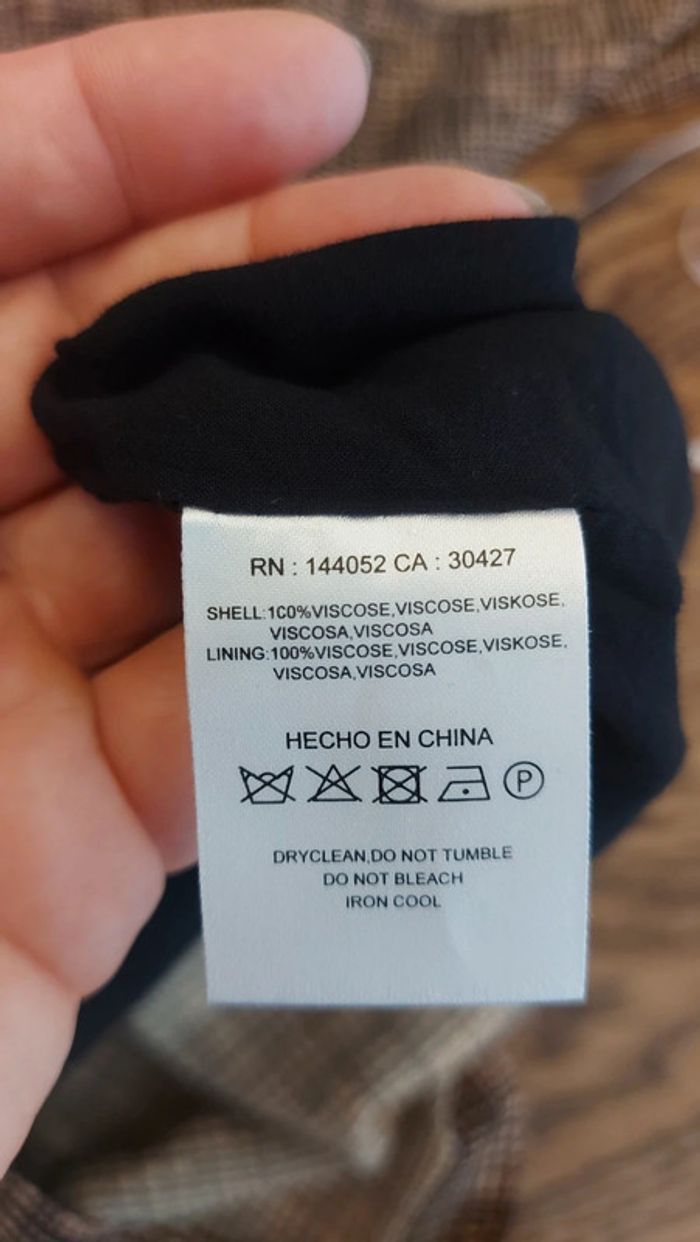 RN : 144052 CA : 30427
SHELL:100%VISCOSE,VISCOSE,VISKOSE,
VISCOSA,VISCOSA
LINING:100%VISCOSE,VISCOSE,VISKOSE,
VISCOSA,VISCOSA
HECHO EN CHINA
P
DRYCLEAN,DO NOT TUMBLE
DO NOT BLEACH
IRON COOL